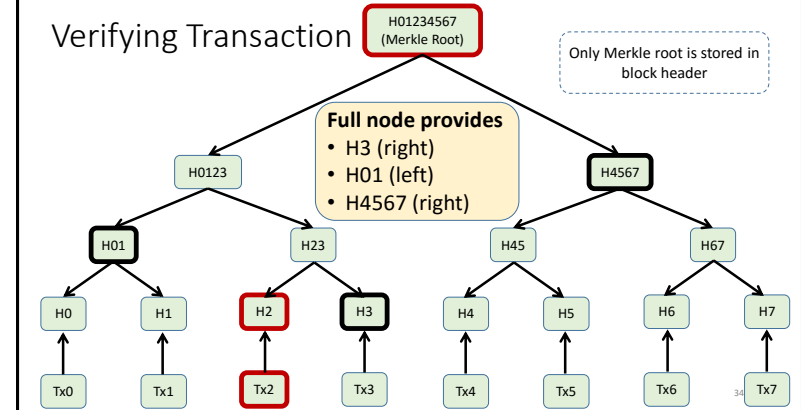 Verifying Transaction
H01234567
(Merkle Root)
Only Merkle root is stored in
block header
Full node provides
• H3 (right)
• H01 (left)
• H4567 (right)
H0123
H4567
H01
H23
H45
H67
H0
H1
H2
H3
H4
H5
H6
H7
Tx0
Tx1
Tx2
Tx3
Tx4
Tx5
Tx6
34
Tx7